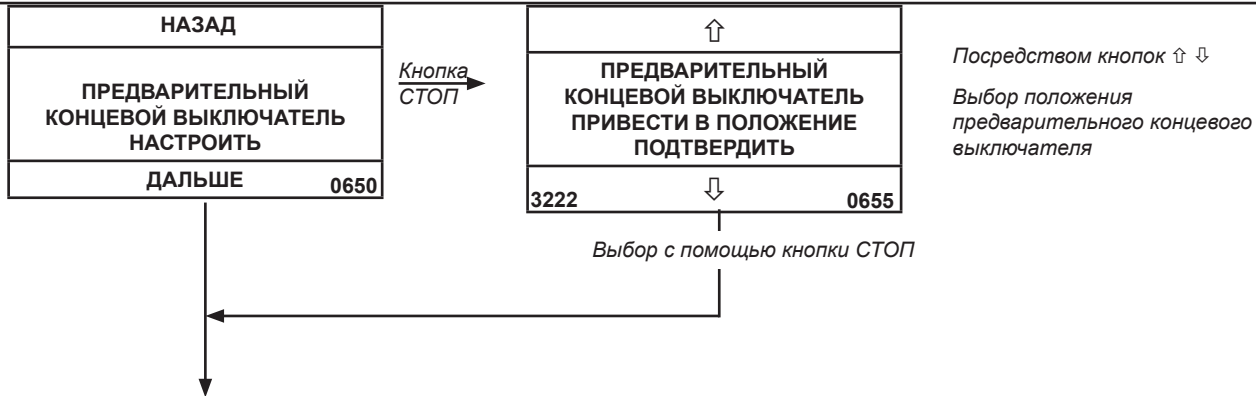 НАЗАД
ПРЕДВАРИТЕЛЬНЫЙ
КОНЦЕВОЙ ВЫКЛЮЧАТЕЛЬ
НАСТРОИТЬ
ДАЛЬШЕ 0650
Кнопка
СТОП
⇧
ПРЕДВАРИТЕЛЬНЫЙ
КОНЦЕВОЙ ВЫКЛЮЧАТЕЛЬ
ПРИВЕСТИ В ПОЛОЖЕНИЕ
ПОДТВЕРДИТЬ
3222 ⇩ 0655
Выбор с помощью кнопки СТОП
Посредством кнопок ⇧ ⇩
Выбор положения
предварительного концевого
выключателя